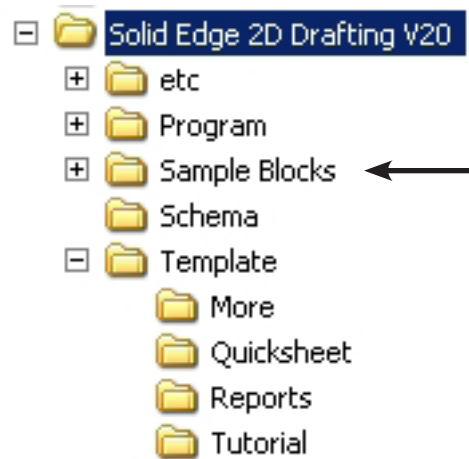 Solid Edge 2D Drafting V20
etc
Program
Sample Blocks
Schema
Template
More
Quicksheet
Reports
Tutorial